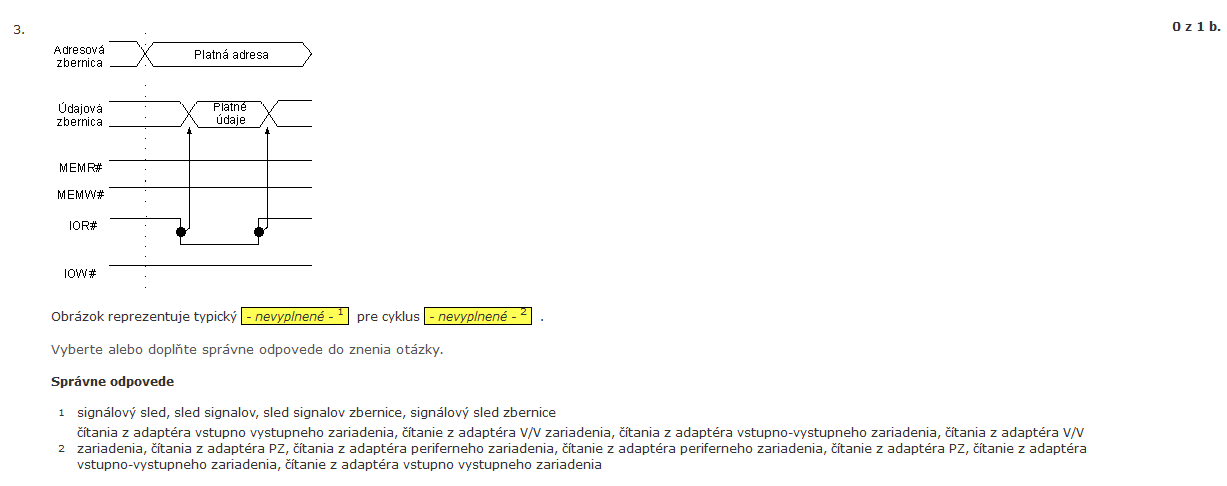 3.
0 z 1 b.
Adresová
zbernica
Platná adresa
Údajová
zbernica
Platné
údaje
MEMR#
MEMW#
IOR#
IOW#
Obrázok reprezentuje typický - nevyplnené - 1 pre cyklus - nevyplnené - 2 .
Vyberte alebo doplňte správne odpovede do znenia otázky.
Správne odpovede
1 signálový sled, sled signalov, sled signalov zbernice, signálový sled zbernice
čítania z adaptéra vstupno vystupneho zariadenia, čítanie z adaptéra V/V zariadenia, čítania z adaptéra vstupno-vystupneho zariadenia, čítania z adaptéra V/V
2 zariadenia, čítania z adaptéra PZ, čítania z adaptéra periferneho zariadenia, čítanie z adaptéra periferneho zariadenia, čítanie z adaptéra PZ, čítanie z adaptéra
vstupno-vystupneho zariadenia, čítanie z adaptéra vstupno vystupneho zariadenia